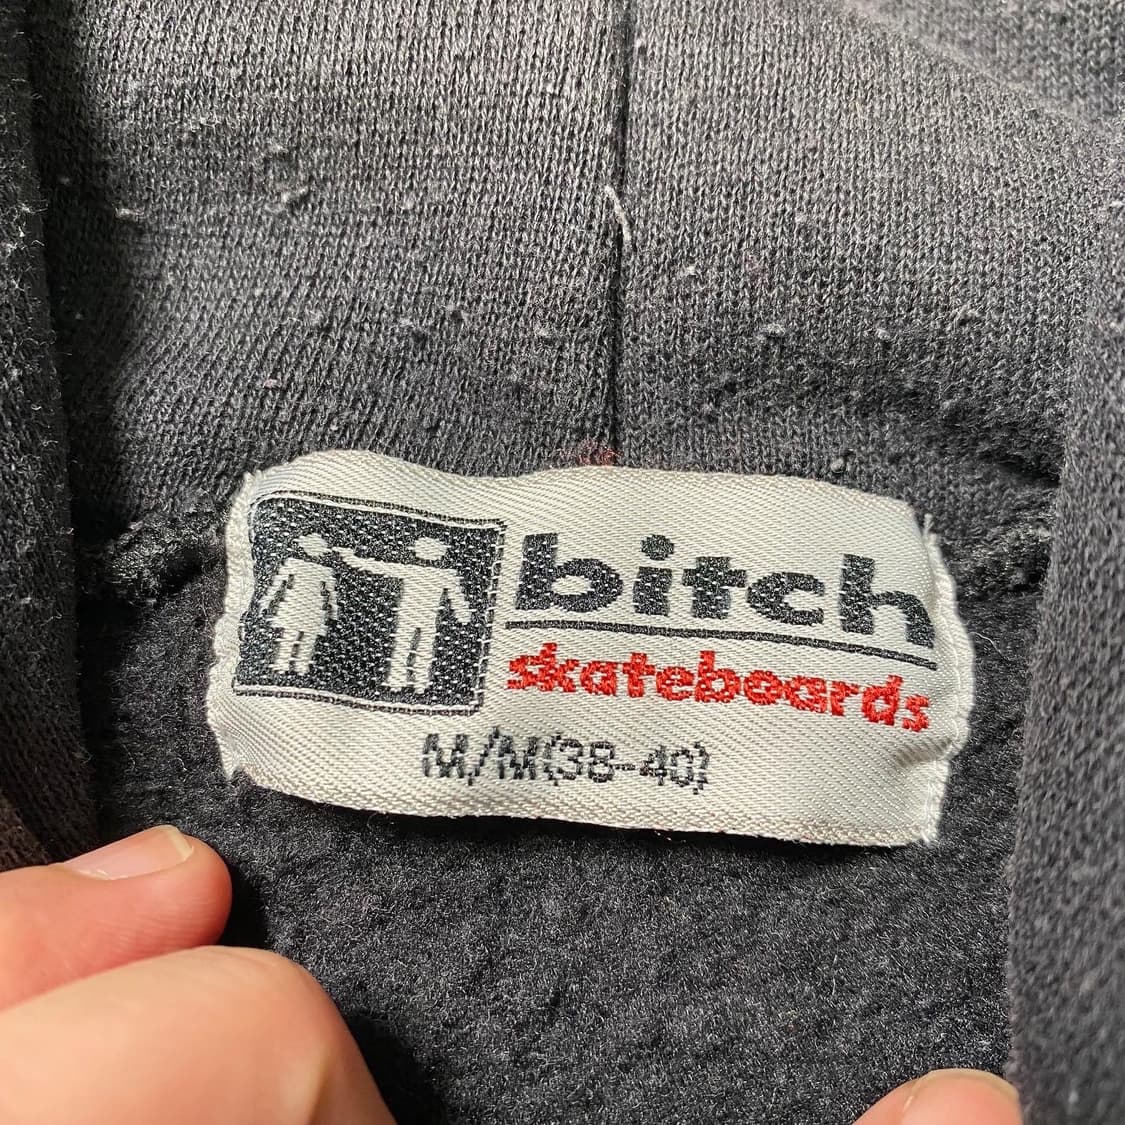 bitch
skateboards
M/M(38-40)